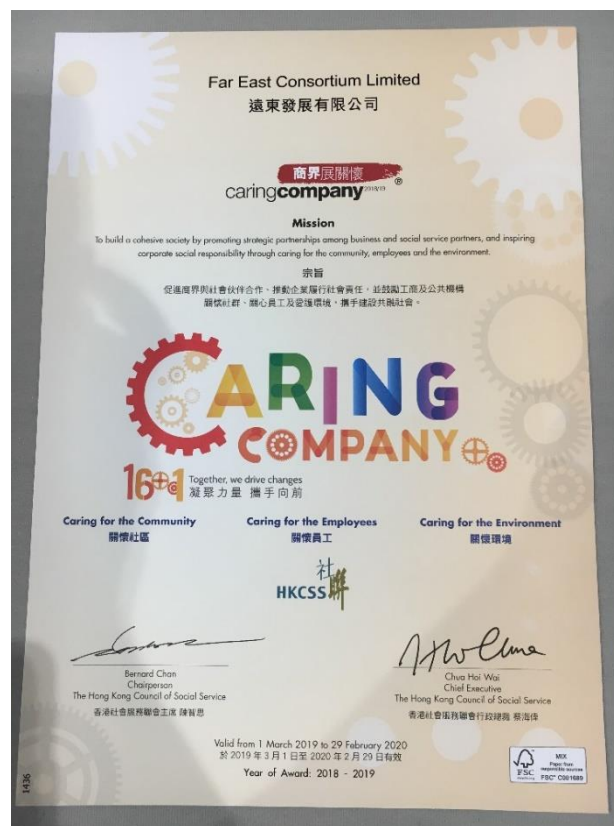 Far East Consortium Limited
遠東發展有限公司
商界展關懷
caringcompany 2018/19 ®
Mission
To build a cohesive society by promoting strategic partnerships among business and social service partners, and inspiring
corporate social responsibility through caring for the community, employees and the environment.
宗旨
促進商界與社會伙伴合作，推動企業履行社會責任，並鼓勵工商及公共機構
關懷社群、關心員工及愛護環境，攜手建設共融社會。
CARING
COMPANY
16+1 Together, we drive changes
凝聚力量 攜手向前
Caring for the Community Caring for the Employees Caring for the Environment
關懷社區 關懷員工 關懷環境
HKCSS 社聯
Bernard Chan
Chairperson
The Hong Kong Council of Social Service
香港社會服務聯會主席 陳智思
Chua Hoi Wai
Chief Executive
The Hong Kong Council of Social Service
香港社會服務聯會行政總裁 蔡海偉
Valid from 1 March 2019 to 29 February 2020
於 2019 年 3 月 1 日至 2020 年 2 月 29 日有效
Year of Award: 2018 - 2019
1436
FSC
MIX
Paper from
responsible sources
FSC® C001689